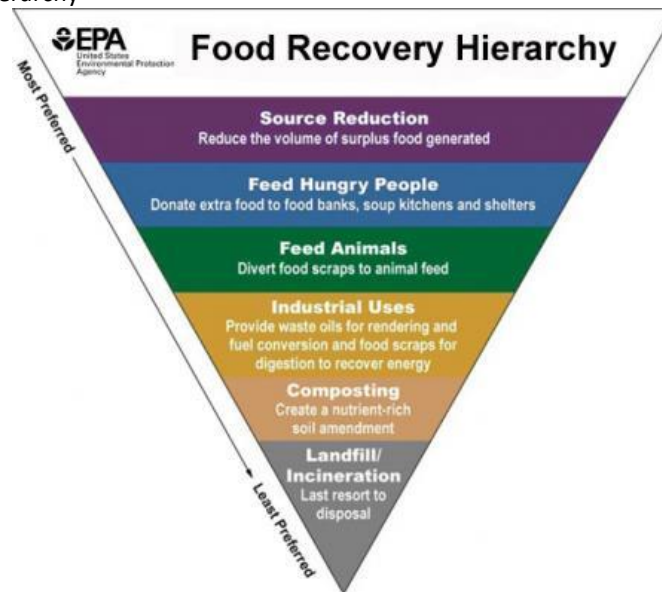 erarchy
EPA
United States
Environmental Protection
Agency
Food Recovery Hierarchy
Most Preferred
Source Reduction
Reduce the volume of surplus food generated
Feed Hungry People
Donate extra food to food banks, soup kitchens and shelters
Feed Animals
Divert food scraps to animal feed
Industrial Uses
Provide waste oils for rendering and
fuel conversion and food scraps for
digestion to recover energy
Composting
Create a nutrient-rich
soil amendment
Landfill/
Incineration
Last resort to
disposal
Least Preferred